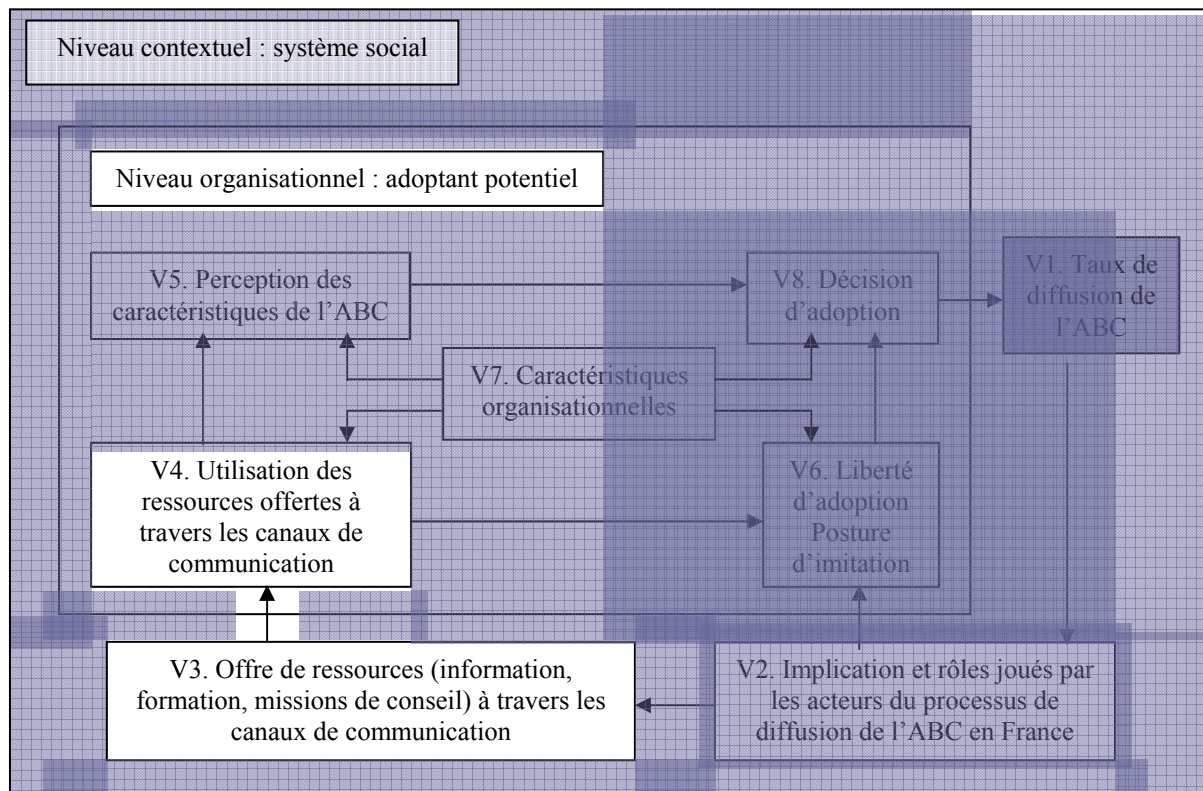 Niveau contextuel : système social
Niveau organisationnel : adoptant potentiel
V5. Perception des
caractéristiques de l’ABC
V8. Décision
d’adoption
V1. Taux de
diffusion de
l’ABC
V7. Caractéristiques
organisationnelles
V4. Utilisation des
ressources offertes à
travers les canaux de
communication
V6. Liberté
d’adoption
Posture
d’imitation
V3. Offre de ressources (information,
formation, missions de conseil) à travers les
canaux de communication
V2. Implication et rôles joués par
les acteurs du processus de
diffusion de l’ABC en France